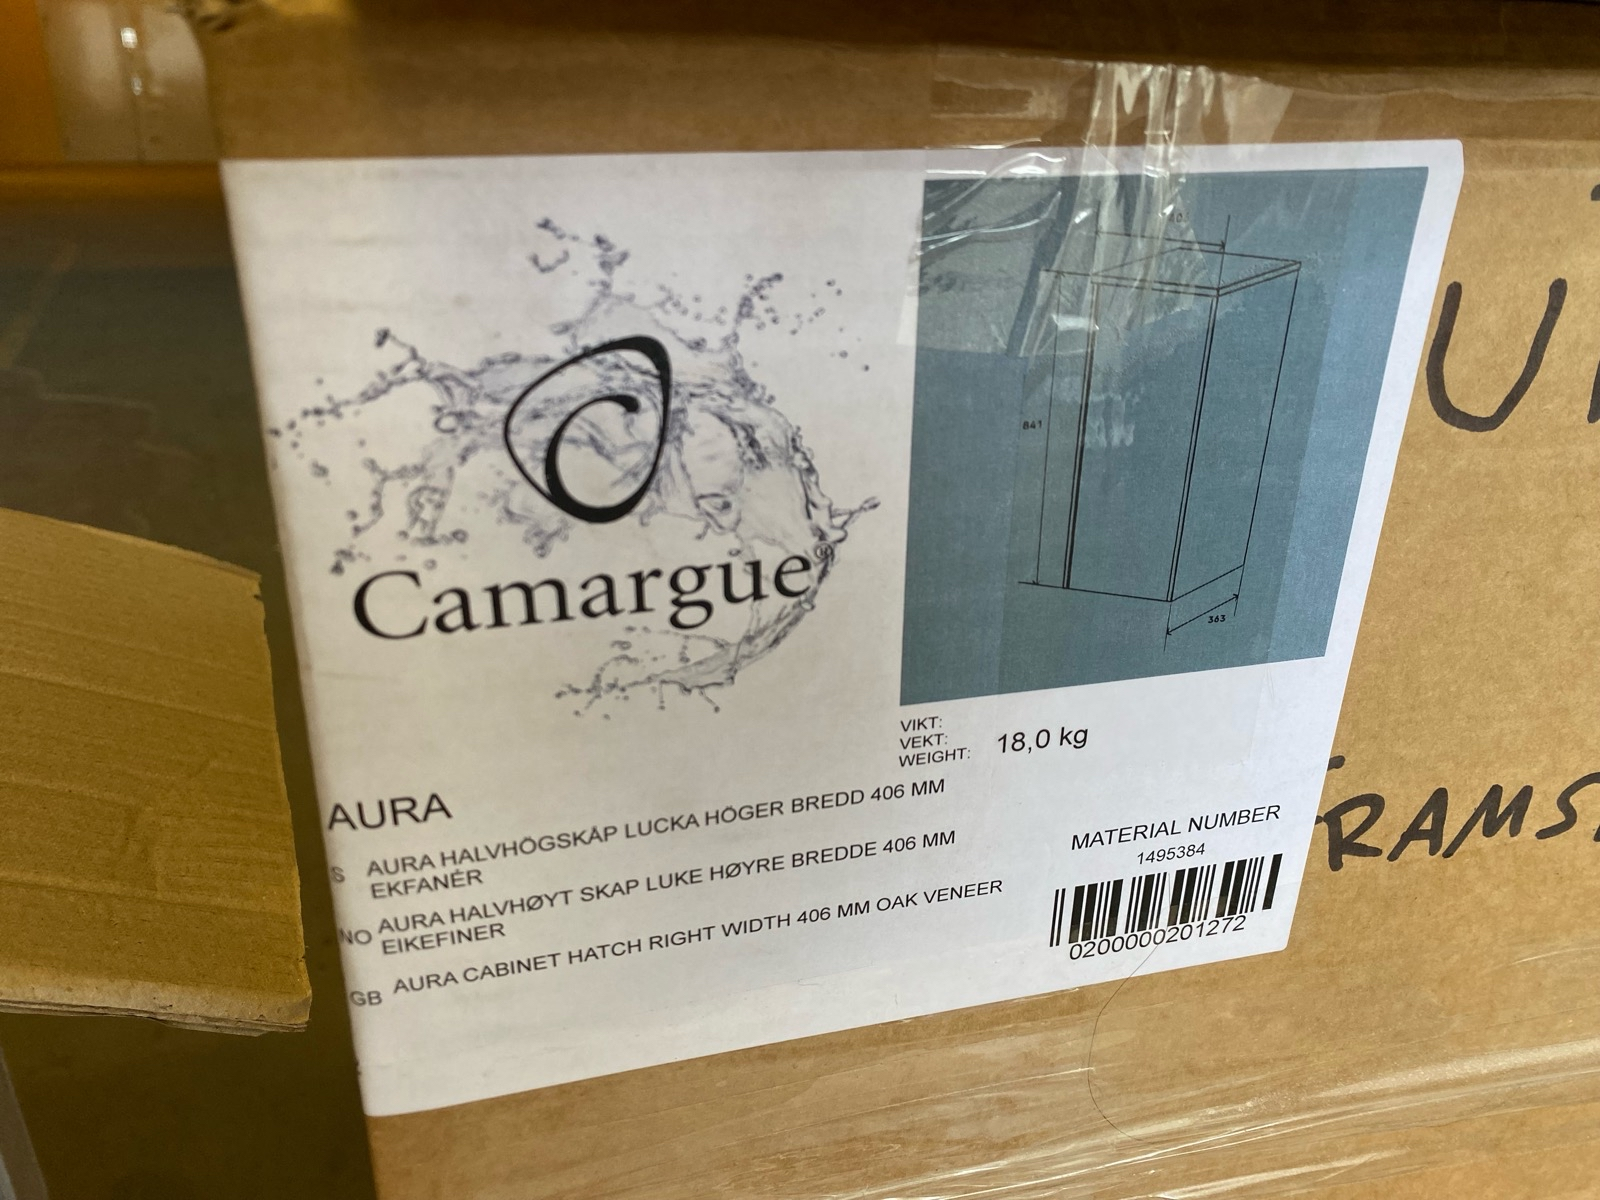 Camargue®
841
363
VIKT:
VEKT:
WEIGHT:
18,0 kg
AURA
S AURA HALVHÖGSKÅP LUCKA HÖGER BREDD 406 MM
EKFANÉR
NO AURA HALVHØYT SKAP LUKE HØYRE BREDDE 406 MM
EIKEFINER
GB AURA CABINET HATCH RIGHT WIDTH 406 MM OAK VENEER
MATERIAL NUMBER
1495384
0200000201272